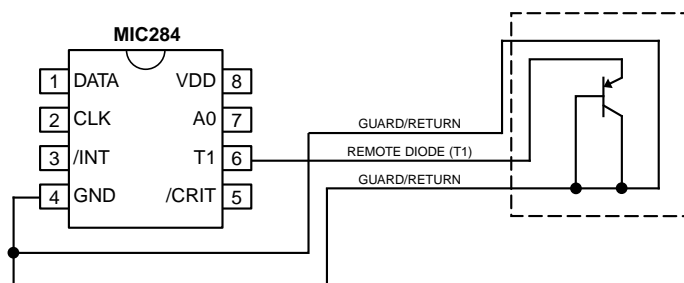 MIC284
1 DATA VDD 8
2 CLK A0 7
GUARD/RETURN
3 /INT T1 6
REMOTE DIODE (T1)
GUARD/RETURN
4 GND /CRIT 5